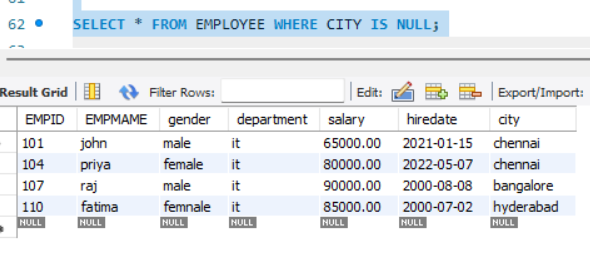 62 SELECT * FROM EMPLOYEE WHERE CITY IS NULL;
Result Grid Filter Rows: Edit: Export/Import:
EMPID EMPMAME gender department salary hiredate city
101 john male it 65000.00 2021-01-15 chennai
104 priya female it 80000.00 2022-05-07 chennai
107 raj male it 90000.00 2000-08-08 bangalore
110 fatima femnale it 85000.00 2000-07-02 hyderabad
NULL NULL NULL NULL NULL NULL NULL